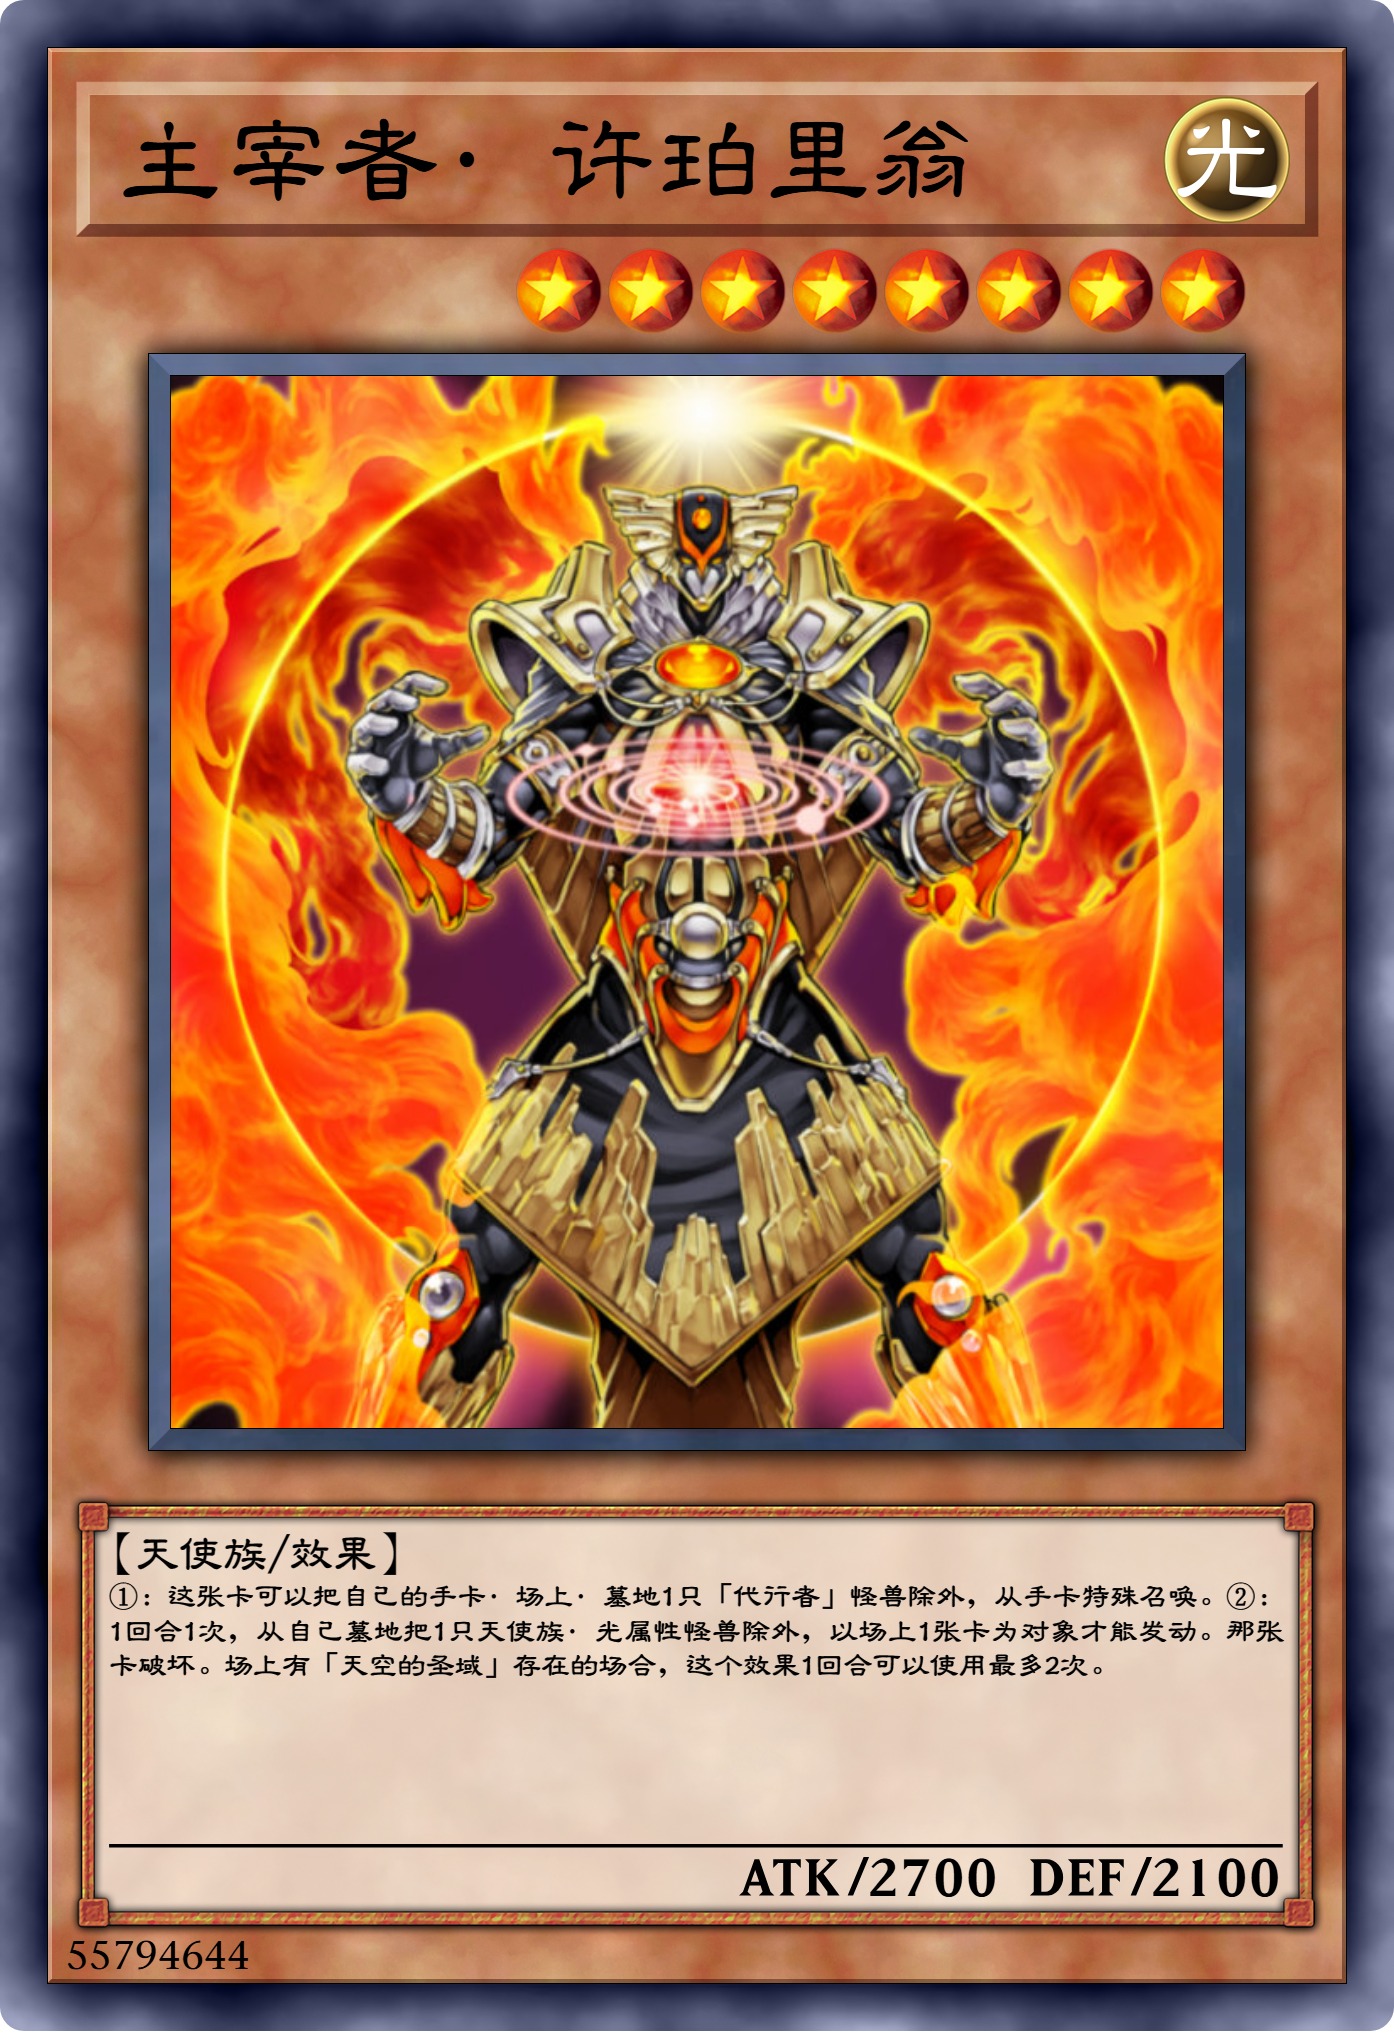 主宰者· 许珀里翁
光
【天使族/效果】
①：这张卡可以把自己的手卡·场上·墓地1只「代行者」怪兽除外，从手卡特殊召唤。②：
1回合1次，从自己墓地把1只天使族·光属性怪兽除外，以场上1张卡为对象才能发动。那张
卡破坏。场上有「天空的圣域」存在的场合，这个效果1回合可以使用最多2次。
ATK/2700 DEF/2100
55794644